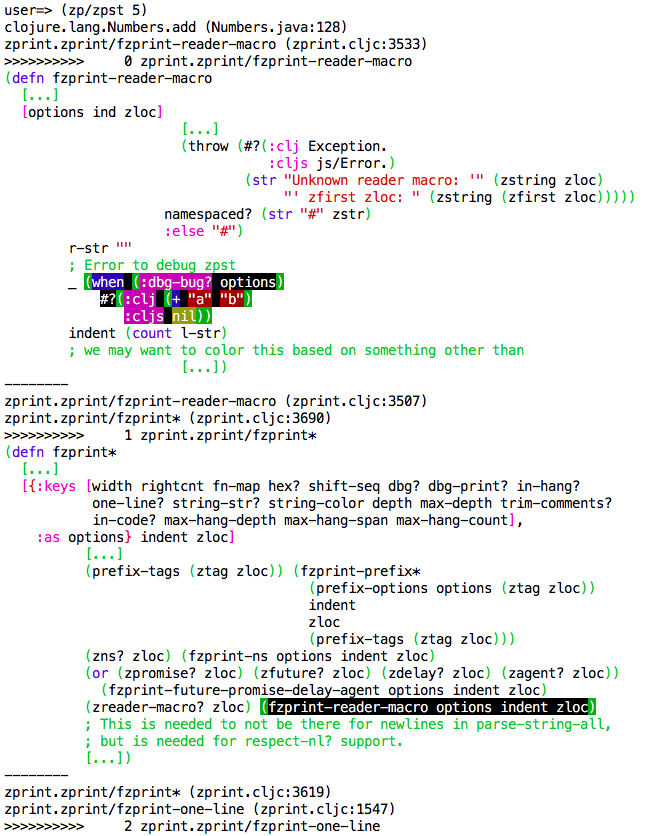 user=> (zp/zpst 5)
clojure.lang.Numbers.add (Numbers.java:128)
zprint.zprint/fzprint-reader-macro (zprint.cljc:3533)
>>>>>>>>>>     0 zprint.zprint/fzprint-reader-macro
(defn fzprint-reader-macro
  [...]
  [options ind zloc]
                       [...]
                       (throw (#?(:clj Exception.
                                  :cljs js/Error.)
                               (str "Unknown reader macro: '" (zstring zloc)
                                    "' zfirst zloc: " (zstring (zfirst zloc)))))
                     namespaced? (str "#" zstr)
                     :else "#")
        r-str ""
        ; Error to debug zpst
        _ (when (:dbg-bug? options)
            #?(:clj (+ "a" "b")
               :cljs nil))
        indent (count l-str)
        ; we may want to color this based on something other than
                       [...])
--------
zprint.zprint/fzprint-reader-macro (zprint.cljc:3507)
zprint.zprint/fzprint* (zprint.cljc:3690)
>>>>>>>>>>     1 zprint.zprint/fzprint*
(defn fzprint*
  [...]
  [{:keys [width rightcnt fn-map hex? shift-seq dbg? dbg-print? in-hang?
           one-line? string-str? string-color depth max-depth trim-comments?
           in-code? max-hang-depth max-hang-span max-hang-count],
    :as options} indent zloc]
          [...]
          (prefix-tags (ztag zloc)) (fzprint-prefix*
                                      (prefix-options options (ztag zloc))
                                      indent
                                      zloc
                                      (prefix-tags (ztag zloc)))
          (zns? zloc) (fzprint-ns options indent zloc)
          (or (zpromise? zloc) (zfuture? zloc) (zdelay? zloc) (zagent? zloc))
            (fzprint-future-promise-delay-agent options indent zloc)
          (zreader-macro? zloc) (fzprint-reader-macro options indent zloc)
          ; This is needed to not be there for newlines in parse-string-all,
          ; but is needed for respect-nl? support.
          [...])
--------
zprint.zprint/fzprint* (zprint.cljc:3619)
zprint.zprint/fzprint-one-line (zprint.cljc:1547)
>>>>>>>>>>     2 zprint.zprint/fzprint-one-line